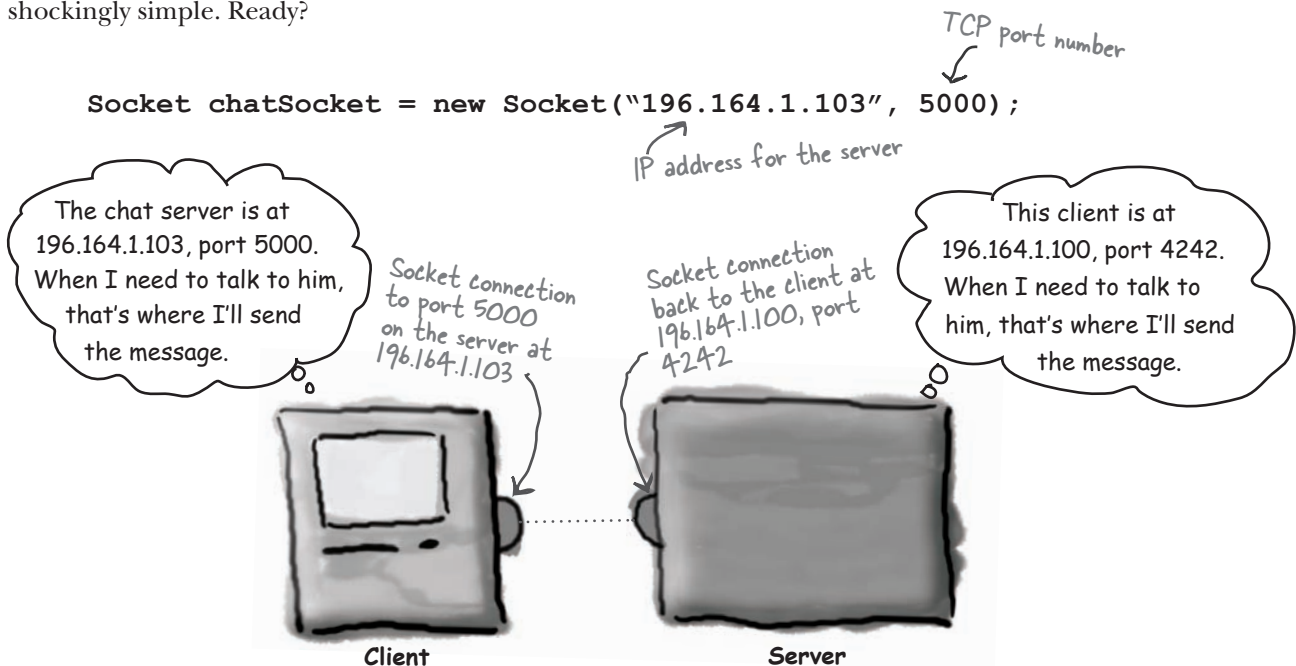 shockingly simple. Ready?
TCP port number
Socket chatSocket = new Socket(“196.164.1.103”, 5000);
IP address for the server
The chat server is at
196.164.1.103, port 5000.
When I need to talk to him,
that’s where I’ll send
the message.
Socket connection
to port 5000
on the server at
196.164.1.103
Socket connection
back to the client at
196.164.1.100, port
4242
This client is at
196.164.1.100, port 4242.
When I need to talk to
him, that’s where I’ll send
the message.
Client
Server